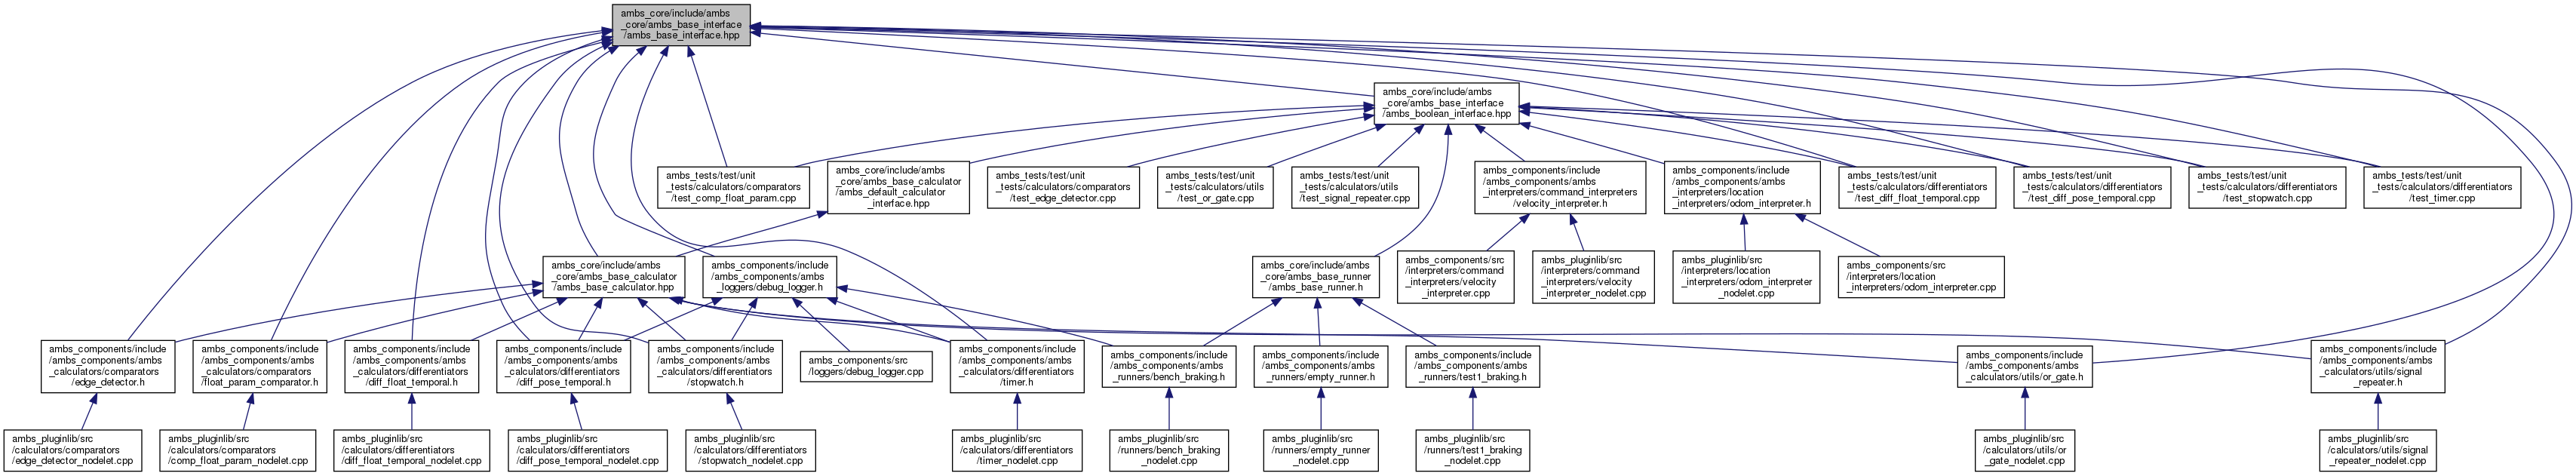 ambs_core/include/ambs
_core/ambs_base_interface
/ambs_base_interface.hpp
ambs_core/include/ambs
_core/ambs_base_interface
/ambs_boolean_interface.hpp
ambs_tests/test/unit
_tests/calculators/comparators
/test_comp_float_param.cpp
ambs_core/include/ambs
_core/ambs_base_calculator
/ambs_default_calculator
_interface.hpp
ambs_tests/test/unit
_tests/calculators/comparators
/test_edge_detector.cpp
ambs_tests/test/unit
_tests/calculators/utils
/test_or_gate.cpp
ambs_tests/test/unit
_tests/calculators/utils
/test_signal_repeater.cpp
ambs_components/include
/ambs_components/ambs
_interpreters/command_interpreters
/velocity_interpreter.h
ambs_components/include
/ambs_components/ambs
_interpreters/location
_interpreters/odom_interpreter.h
ambs_tests/test/unit
_tests/calculators/differentiators
/test_diff_float_temporal.cpp
ambs_tests/test/unit
_tests/calculators/differentiators
/test_diff_pose_temporal.cpp
ambs_tests/test/unit
_tests/calculators/differentiators
/test_stopwatch.cpp
ambs_tests/test/unit
_tests/calculators/differentiators
/test_timer.cpp
ambs_core/include/ambs
_core/ambs_base_calculator
/ambs_base_calculator.hpp
ambs_components/include
/ambs_components/ambs
_loggers/debug_logger.h
ambs_core/include/ambs
_core/ambs_base_runner
/ambs_base_runner.h
ambs_components/src
/interpreters/command
_interpreters/velocity
_interpreter.cpp
ambs_pluginlib/src
/interpreters/command
_interpreters/velocity
_interpreter_nodelet.cpp
ambs_pluginlib/src
/interpreters/location
_interpreters/odom_interpreter
_nodelet.cpp
ambs_components/src
/interpreters/location
_interpreters/odom_interpreter.cpp
ambs_components/include
/ambs_components/ambs
_calculators/comparators
/edge_detector.h
ambs_components/include
/ambs_components/ambs
_calculators/comparators
/float_param_comparator.h
ambs_components/include
/ambs_components/ambs
_calculators/differentiators
/diff_float_temporal.h
ambs_components/include
/ambs_components/ambs
_calculators/differentiators
/diff_pose_temporal.h
ambs_components/include
/ambs_components/ambs
_calculators/differentiators
/stopwatch.h
ambs_components/src
/loggers/debug_logger.cpp
ambs_components/include
/ambs_components/ambs
_calculators/differentiators
/timer.h
ambs_components/include
/ambs_components/ambs
_runners/bench_braking.h
ambs_components/include
/ambs_components/ambs
_runners/empty_runner.h
ambs_components/include
/ambs_components/ambs
_runners/test1_braking.h
ambs_components/include
/ambs_components/ambs
_calculators/utils/or_gate.h
ambs_components/include
/ambs_components/ambs
_calculators/utils/signal
_repeater.h
ambs_pluginlib/src
/calculators/comparators
/edge_detector_nodelet.cpp
ambs_pluginlib/src
/calculators/comparators
/comp_float_param_nodelet.cpp
ambs_pluginlib/src
/calculators/differentiators
/diff_float_temporal_nodelet.cpp
ambs_pluginlib/src
/calculators/differentiators
/diff_pose_temporal_nodelet.cpp
ambs_pluginlib/src
/calculators/differentiators
/stopwatch_nodelet.cpp
ambs_pluginlib/src
/calculators/differentiators
/timer_nodelet.cpp
ambs_pluginlib/src
/runners/bench_braking
_nodelet.cpp
ambs_pluginlib/src
/runners/empty_runner
_nodelet.cpp
ambs_pluginlib/src
/runners/test1_braking
_nodelet.cpp
ambs_pluginlib/src
/calculators/utils/or
_gate_nodelet.cpp
ambs_pluginlib/src
/calculators/utils/signal
_repeater_nodelet.cpp